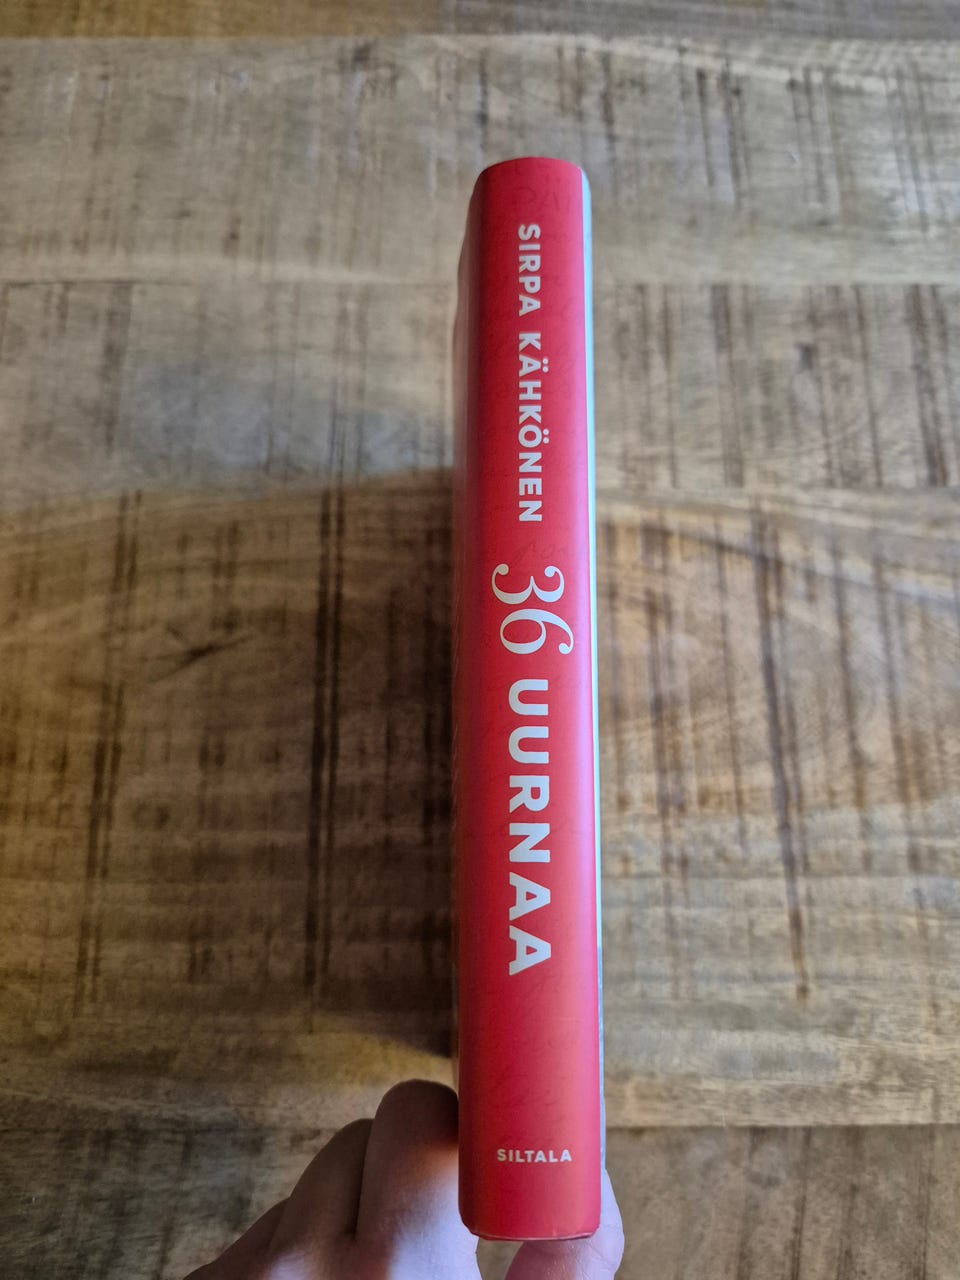 SIRPA KÄHKÖNEN
36 UURNAA
SILTALA